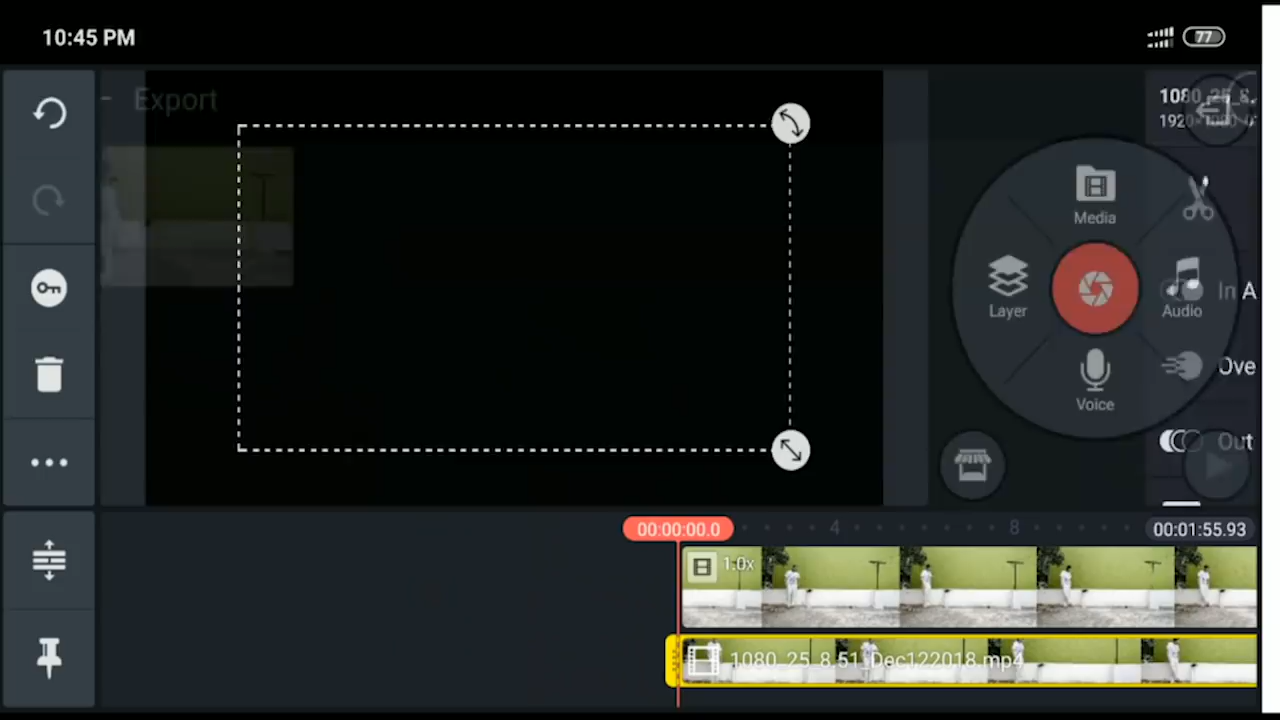 10:45 PM
77
Export
1080_25_8.
Media
Layer
Audio
In A
Ove
Voice
Out
00:00:00.0
4
8
00:01:55.93
1.0x
1080_25_8.51_Dec122018.mp4